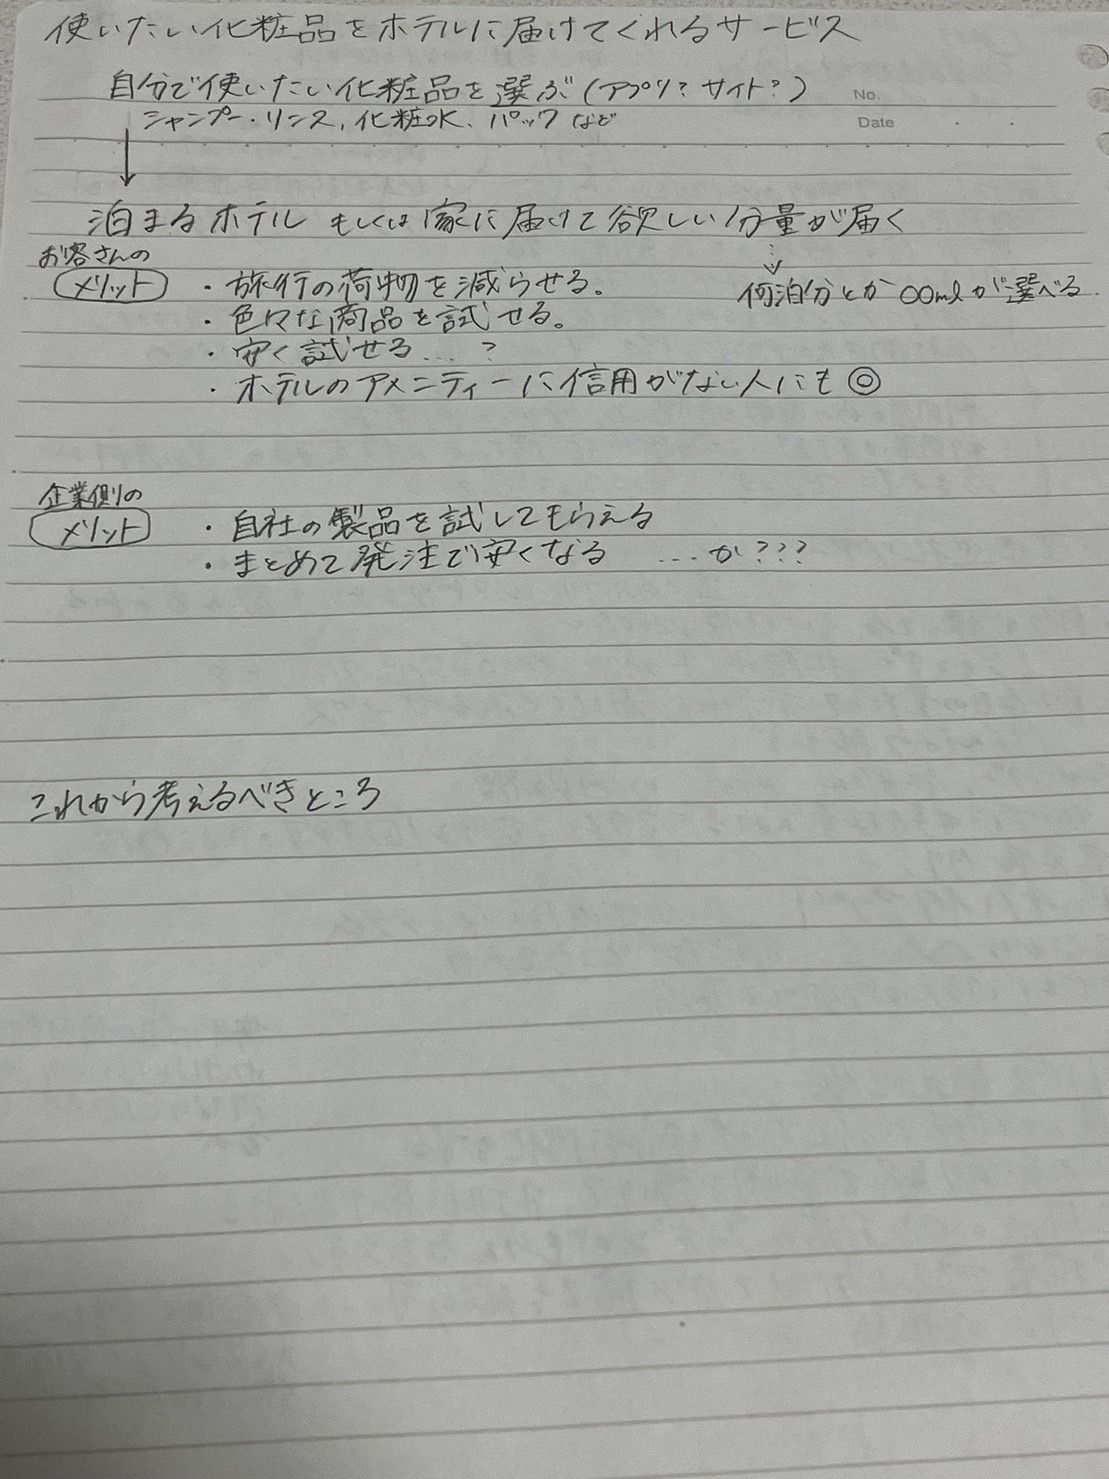 使いたい化粧品をホテルに届けてくれるサービス
自分で使いたい化粧品を選ぶ(アプリ?サイト?)
No.
シャンプー・リンス、化粧水、パックなど
Date
泊まるホテルもしくは家に届けて欲しい分量が届く
お客さんの
メリット
・旅行の荷物を減らせる。
何泊分とか〇〇mlが選べる.
・色々な商品を試せる。
・安く試せる…?
・ホテルのアメニティーに信用がない人にも◎
企業側の
メリット
・自社の製品を試してもらえる
・まとめて発注で安くなる …か???
これから考えるべきところ